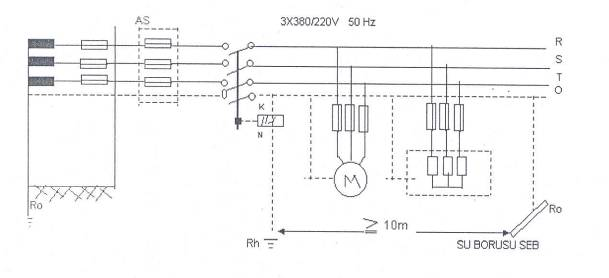 AS
3X380/220V 50 Hz
R
S
T
O
K
N
M
Ro
Rh
≥ 10m
Ro
SU BORUSU SEB